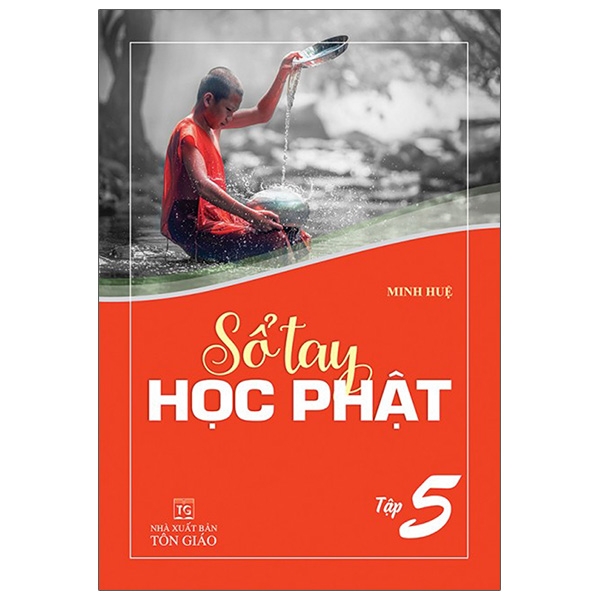 MINH HUỆ
Sổ tay
HỌC PHẬT
Tập 5
TG
NHÀ XUẤT BẢN
TÔN GIÁO